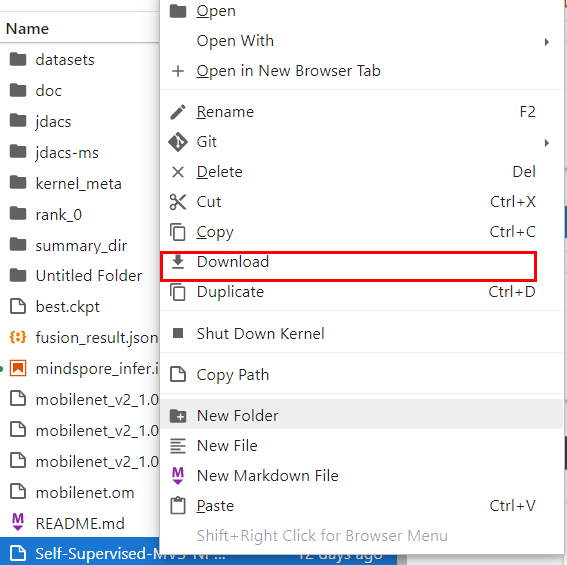 Name
datasets
doc
jdacs
jdacs-ms
kernel_meta
rank_0
summary_dir
Untitled Folder
best.ckpt
fusion_result.json
mindspore_infer.i
mobilenet_v2_1.0
mobilenet_v2_1.0
mobilenet_v2_1.0
mobilenet.om
README.md
Self-Supervised-MVS-
12 days ago
Open
Open With
Open in New Browser Tab
Rename F2
Git
Delete Del
Cut Ctrl+X
Copy Ctrl+C
Download
Duplicate Ctrl+D
Shut Down Kernel
Copy Path
New Folder
New File
New Markdown File
Paste Ctrl+V
Shift+Right Click for Browser Menu